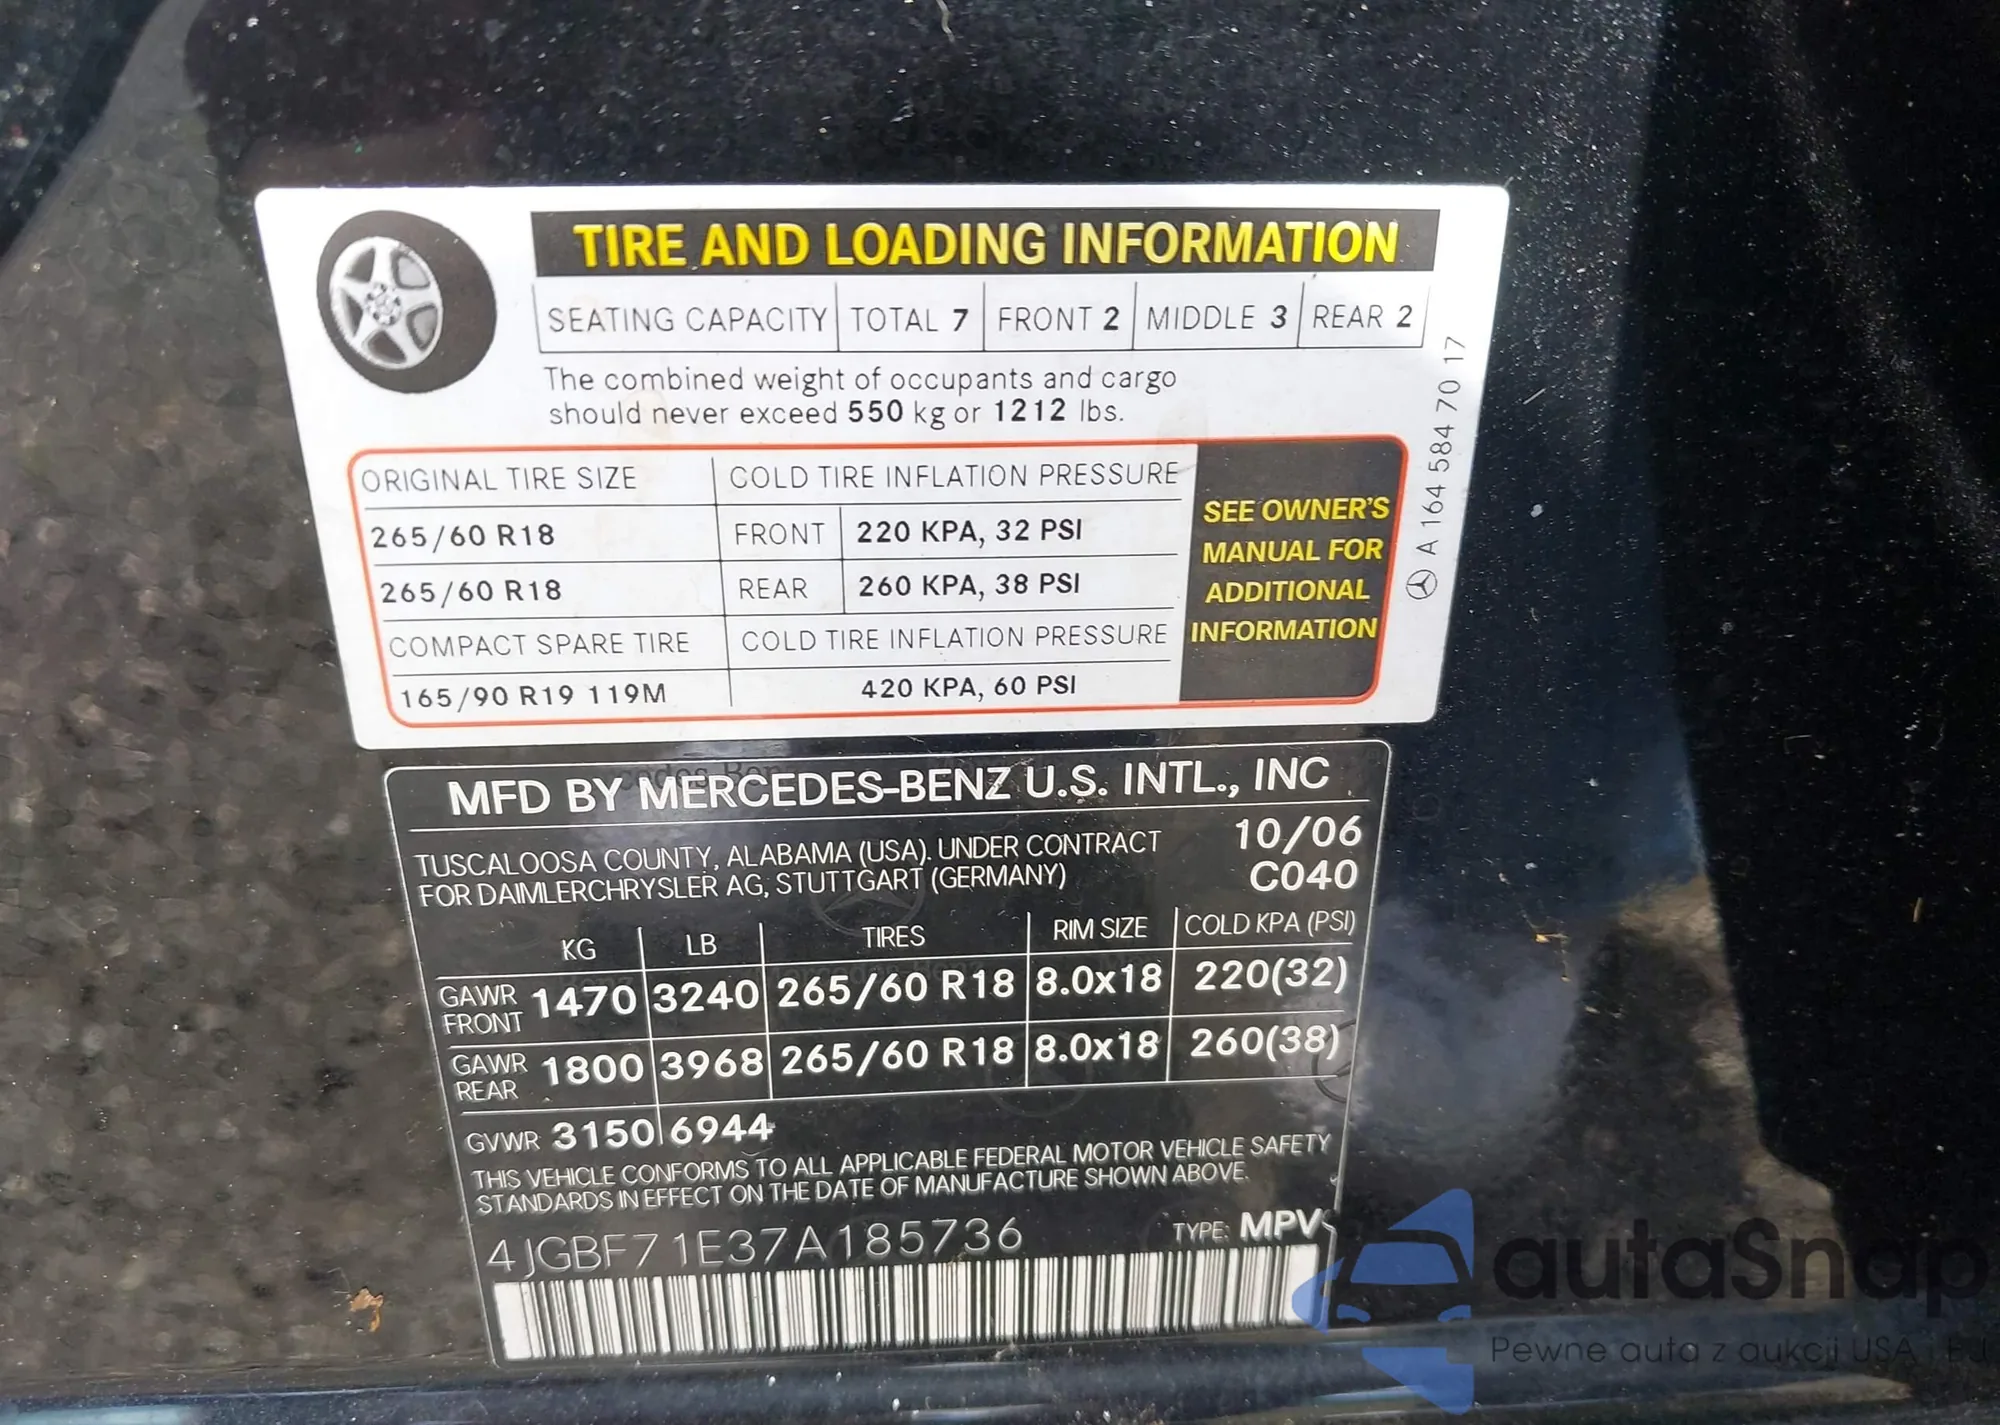 TIRE AND LOADING INFORMATION
SEATING CAPACITY TOTAL 7 FRONT 2 MIDDLE 3 REAR 2
The combined weight of occupants and cargo
should never exceed 550 kg or 1212 lbs.
ORIGINAL TIRE SIZE COLD TIRE INFLATION PRESSURE
265/60 R18 FRONT 220 KPA, 32 PSI
265/60 R18 REAR 260 KPA, 38 PSI
COMPACT SPARE TIRE COLD TIRE INFLATION PRESSURE
165/90 R19 119M 420 KPA, 60 PSI
SEE OWNER'S
MANUAL FOR
ADDITIONAL
INFORMATION
A 164 584 70 17
MFD BY MERCEDES-BENZ U.S. INTL., INC
TUSCALOOSA COUNTY, ALABAMA (USA). UNDER CONTRACT
FOR DAIMLERCHRYSLER AG, STUTTGART (GERMANY)
10/06
C040
KG LB TIRES RIM SIZE COLD KPA (PSI)
GAWR FRONT 1470 3240 265/60 R18 8.0x18 220(32)
GAWR REAR 1800 3968 265/60 R18 8.0x18 260(38)
GVWR 3150 6944
THIS VEHICLE CONFORMS TO ALL APPLICABLE FEDERAL MOTOR VEHICLE SAFETY
STANDARDS IN EFFECT ON THE DATE OF MANUFACTURE SHOWN ABOVE.
4JGBF71E37A185736 TYPE: MPV
autaSnap
Pewne auta z aukcji USA i EU